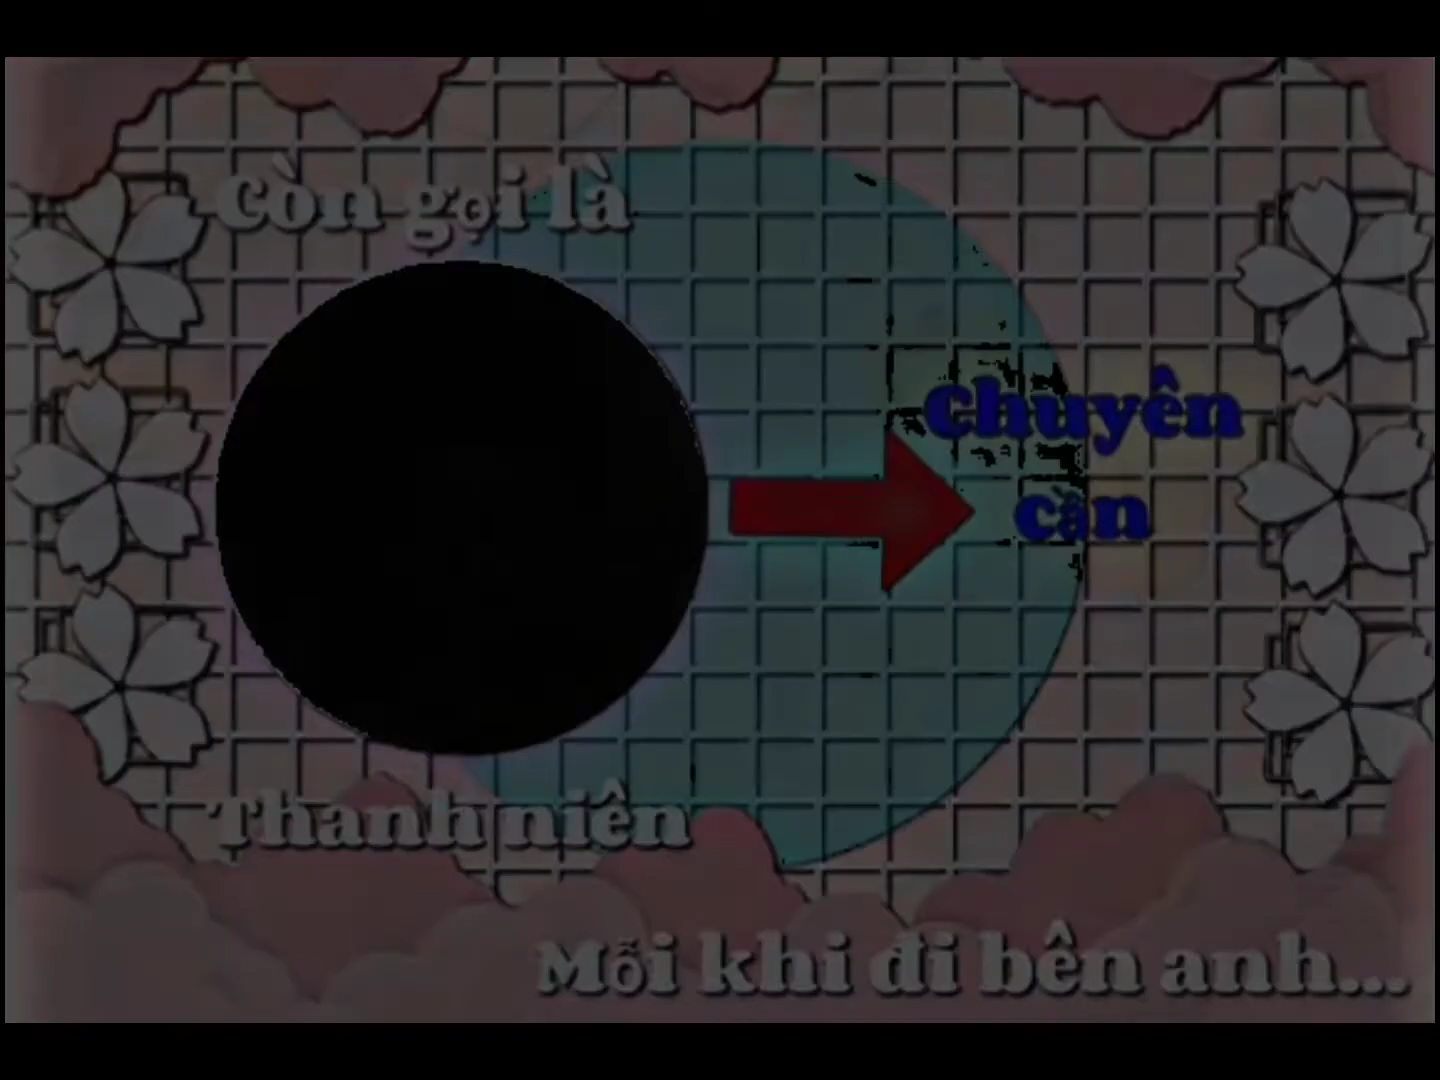 Còn gọi là
Chuyên
cần
Thanh niên
Mỗi khi đi bên anh...